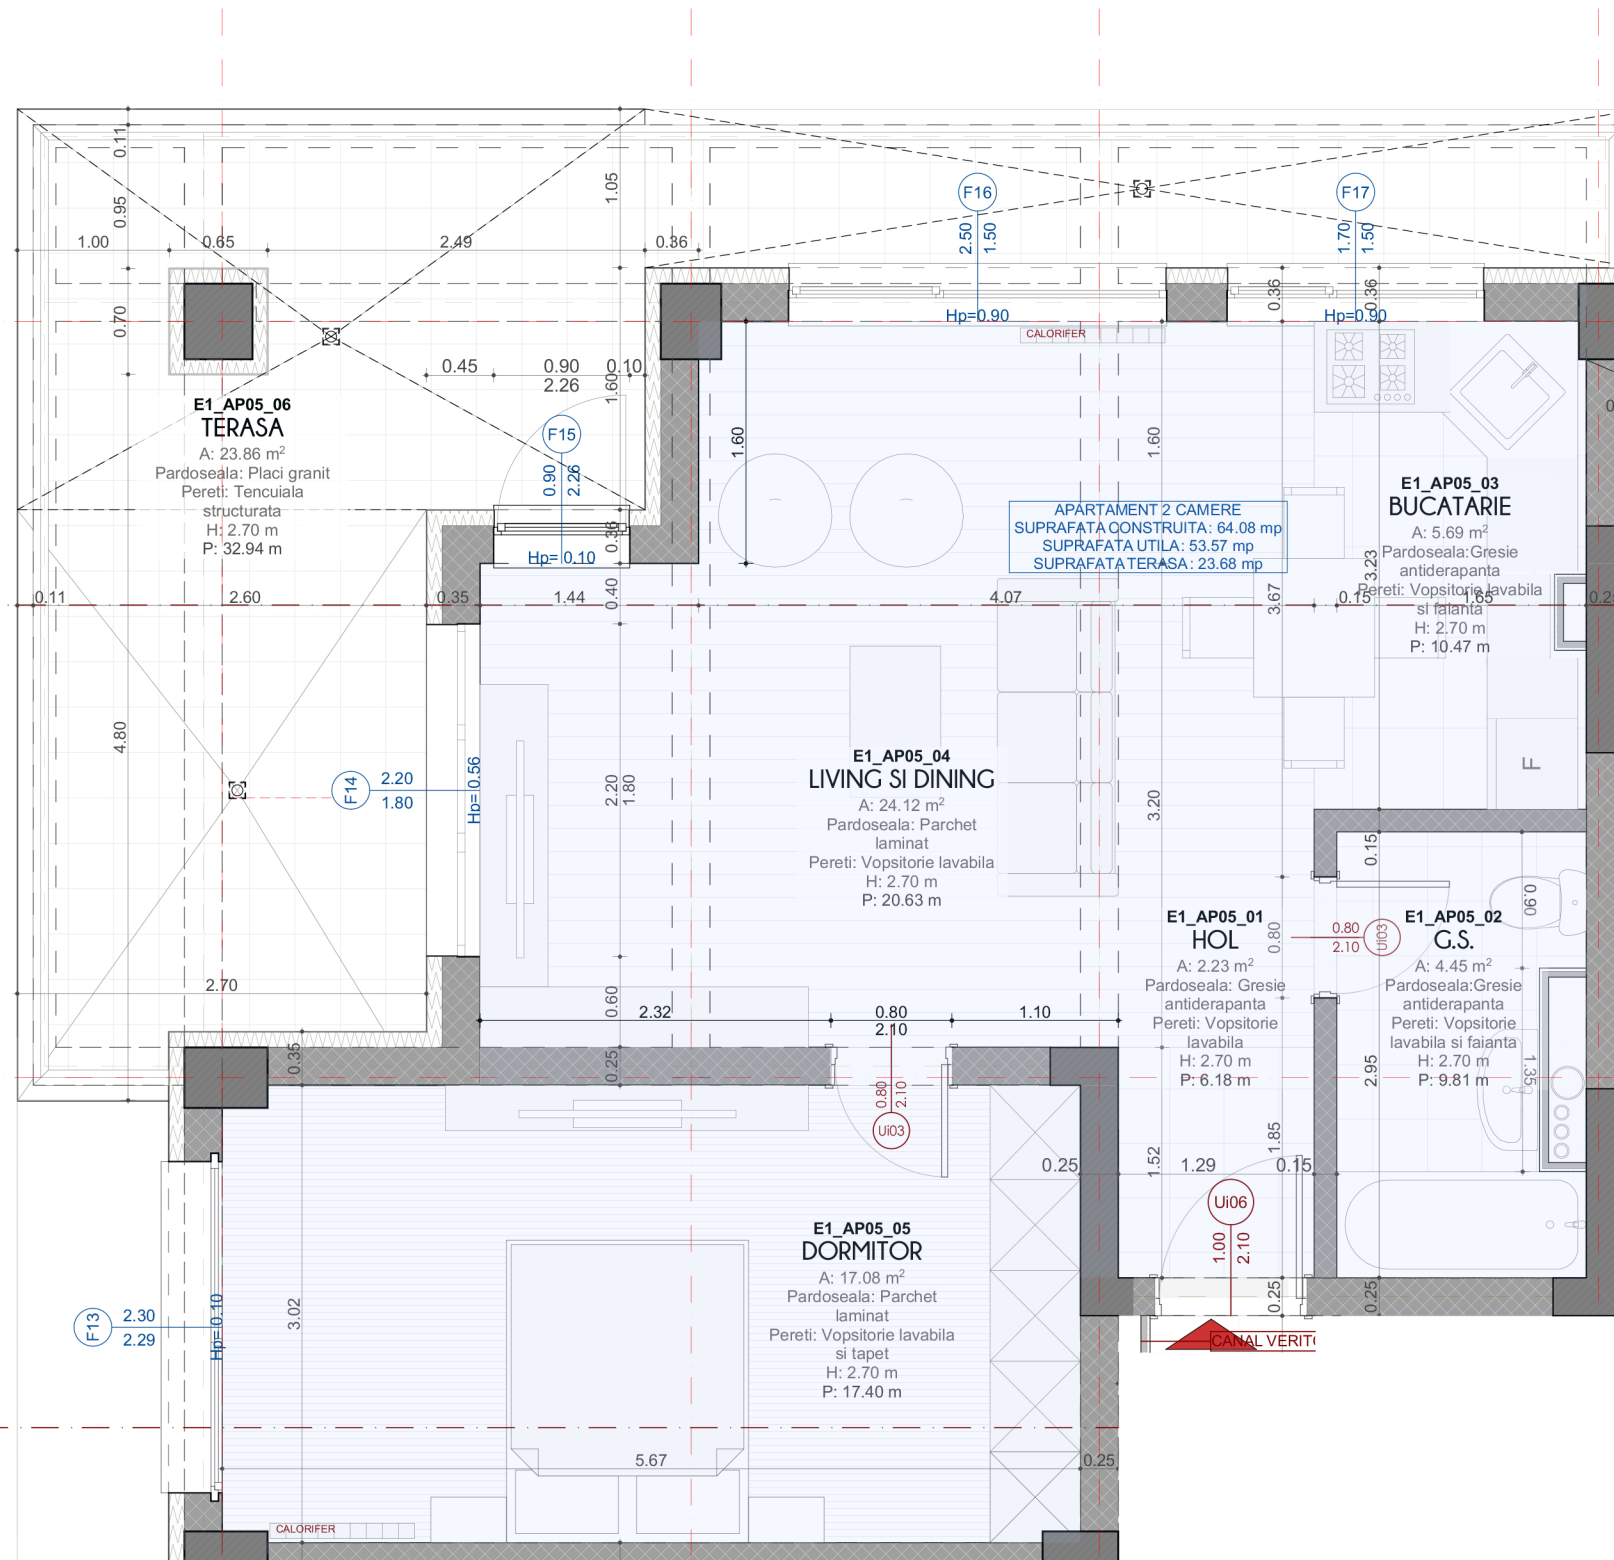 0.11
0.95
1.05
1.00
0.65
2.49
0.36
F16
2.50
1.50
F17
1.70
1.50
0.70
0.36
0.36
Hp=0.90
Hp=0.90
CALORIFER
0.45
0.90
0.10
2.26
1.60
E1_AP05_06
TERASA
A: 23.86 m²
Pardoseala: Placi granit
Pereti: Tencuiala
structurata
H: 2.70 m
P: 32.94 m
F15
0.90
2.26
Hp= 0.10
0.36
1.60
1.60
E1_AP05_03
BUCATARIE
A: 5.69 m²
Pardoseala:Gresie
antiderapanta
Pereti: Vopsitorie lavabila
si faianta
H: 2.70 m
P: 10.47 m
APARTAMENT 2 CAMERE
SUPRAFATA CONSTRUITA: 64.08 mp
SUPRAFATA UTILA: 53.57 mp
SUPRAFATA TERASA : 23.68 mp
0.11
2.60
0.35
1.44
0.40
4.07
3.67
3.23
0.15
1.65
0.25
4.80
F14
2.20
1.80
Hp= 0.56
2.20
1.80
E1_AP05_04
LIVING SI DINING
A: 24.12 m²
Pardoseala: Parchet
laminat
Pereti: Vopsitorie lavabila
H: 2.70 m
P: 20.63 m
3.20
F
0.15
0.90
E1_AP05_01
HOL
A: 2.23 m²
Pardoseala: Gresie
antiderapanta
Pereti: Vopsitorie
lavabila
H: 2.70 m
P: 6.18 m
0.80
0.80
2.10
Ui03
E1_AP05_02
G.S.
A: 4.45 m²
Pardoseala:Gresie
antiderapanta
Pereti: Vopsitorie
lavabila si faianta
H: 2.70 m
P: 9.81 m
2.70
0.60
2.32
0.80
2.10
1.10
0.35
0.25
2.95
1.35
0.80
2.10
Ui03
1.52
1.85
0.25
1.29
0.15
Ui06
1.00
2.10
E1_AP05_05
DORMITOR
A: 17.08 m²
Pardoseala: Parchet
laminat
Pereti: Vopsitorie lavabila
si tapet
H: 2.70 m
P: 17.40 m
F13
2.30
2.29
Hp= 0.10
3.02
0.25
0.25
CANAL VERIT
5.67
0.25
CALORIFER